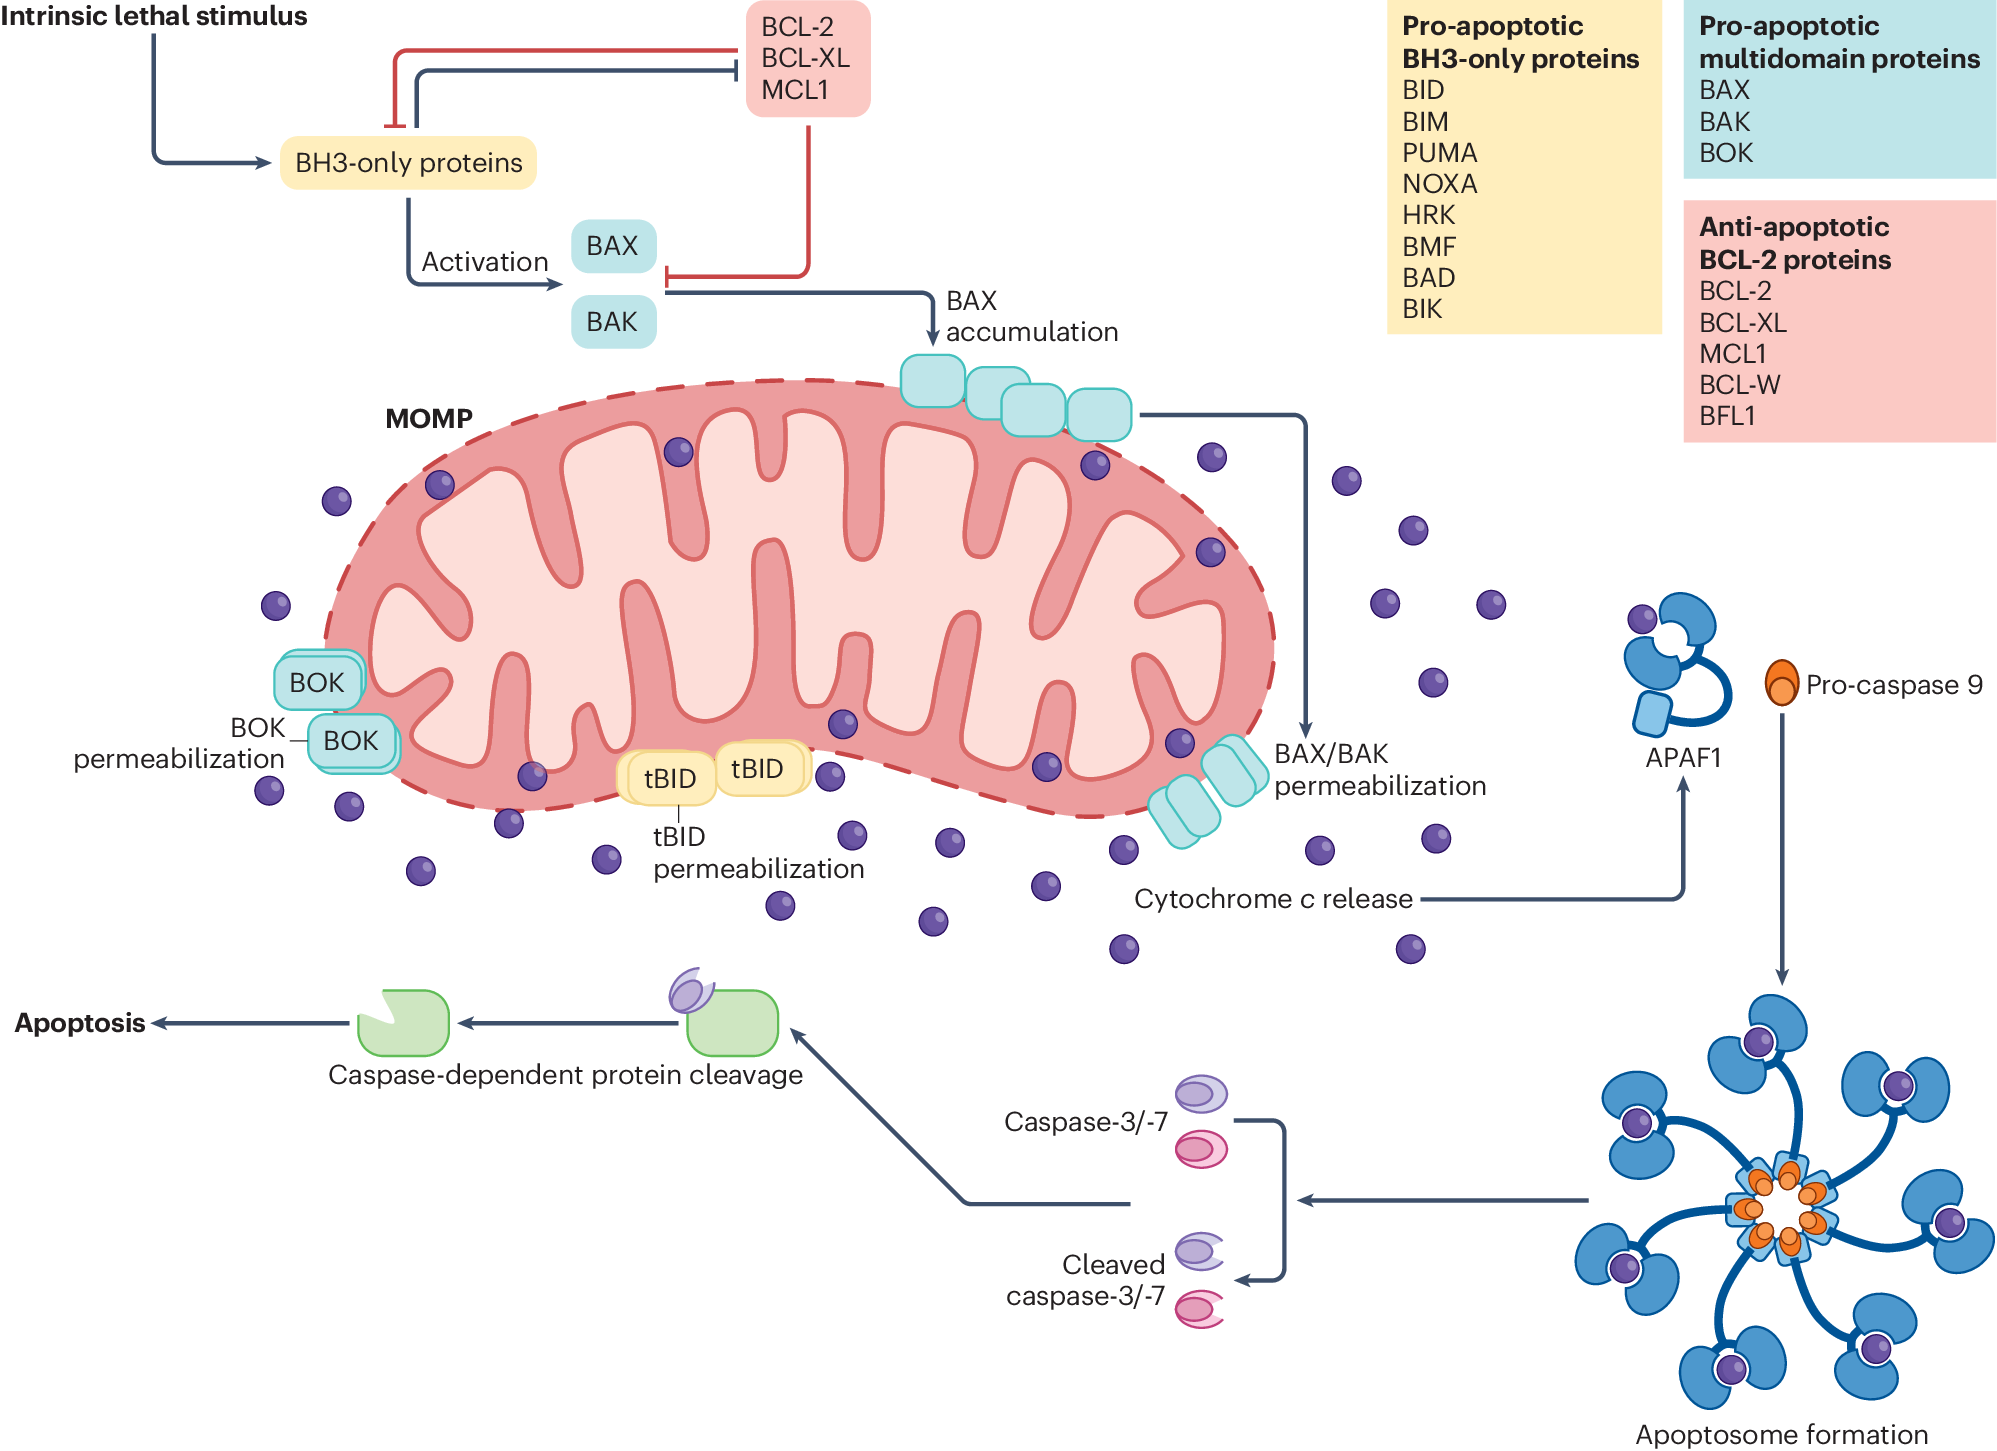 Intrinsic lethal stimulus
BCL-2
BCL-XL
MCL1
BH3-only proteins
Activation
BAX
BAK
BAX
accumulation
Pro-apoptotic
BH3-only proteins
BID
BIM
PUMA
NOXA
HRK
BMF
BAD
BIK
Pro-apoptotic
multidomain proteins
BAX
BAK
BOK
Anti-apoptotic
BCL-2 proteins
BCL-2
BCL-XL
MCL1
BCL-W
BFL1
MOMP
BOK
BOK
BOK
permeabilization
tBID
tBID
tBID
permeabilization
BAX/BAK
permeabilization
Cytochrome c release
APAF1
Pro-caspase 9
Apoptosome formation
Caspase-3/-7
Cleaved
caspase-3/-7
Caspase-dependent protein cleavage
Apoptosis